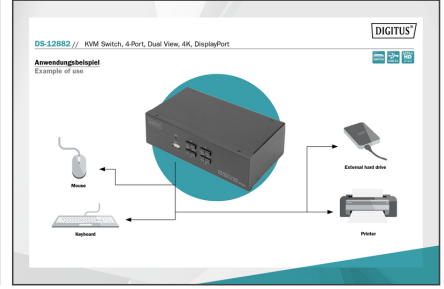 DIGITUS®
DS-12882 // KVM Switch, 4-Port, Dual View, 4K, DisplayPort
Anwendungsbeispiel
Example of use
Mouse
External hard drive
Keyboard
Printer